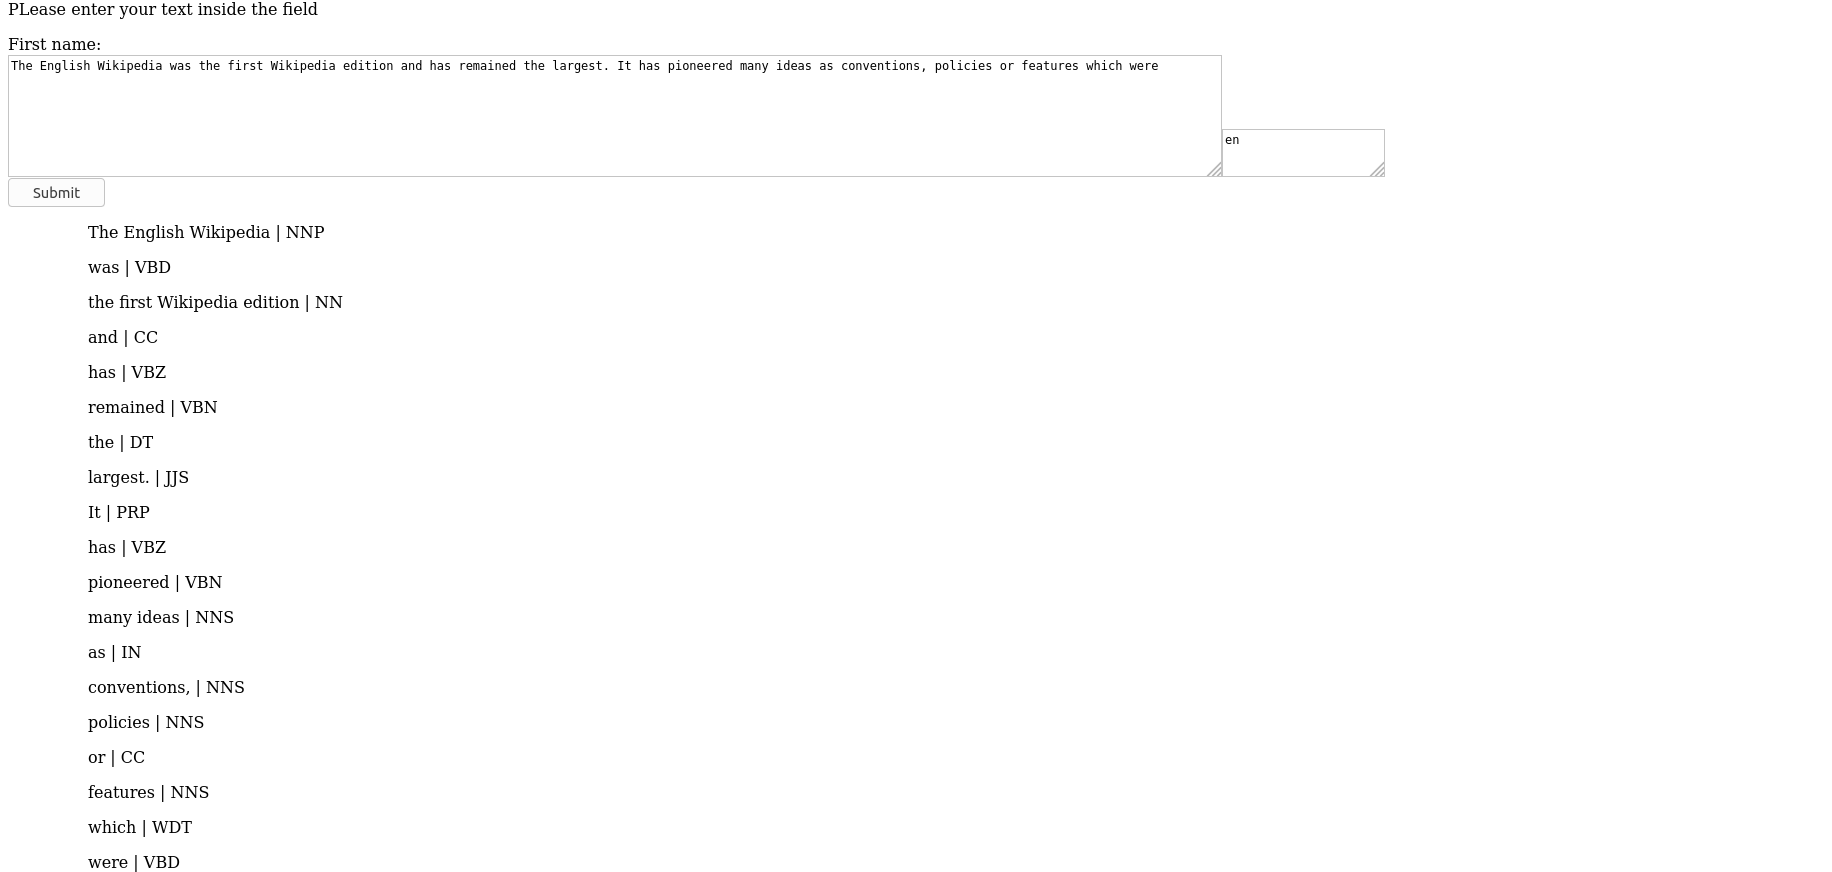 PLease enter your text inside the field
First name:
The English Wikipedia was the first Wikipedia edition and has remained the largest. It has pioneered many ideas as conventions, policies or features which were
en
Submit
The English Wikipedia | NNP
was | VBD
the first Wikipedia edition | NN
and | CC
has | VBZ
remained | VBN
the | DT
largest. | JJS
It | PRP
has | VBZ
pioneered | VBN
many ideas | NNS
as | IN
conventions, | NNS
policies | NNS
or | CC
features | NNS
which | WDT
were | VBD